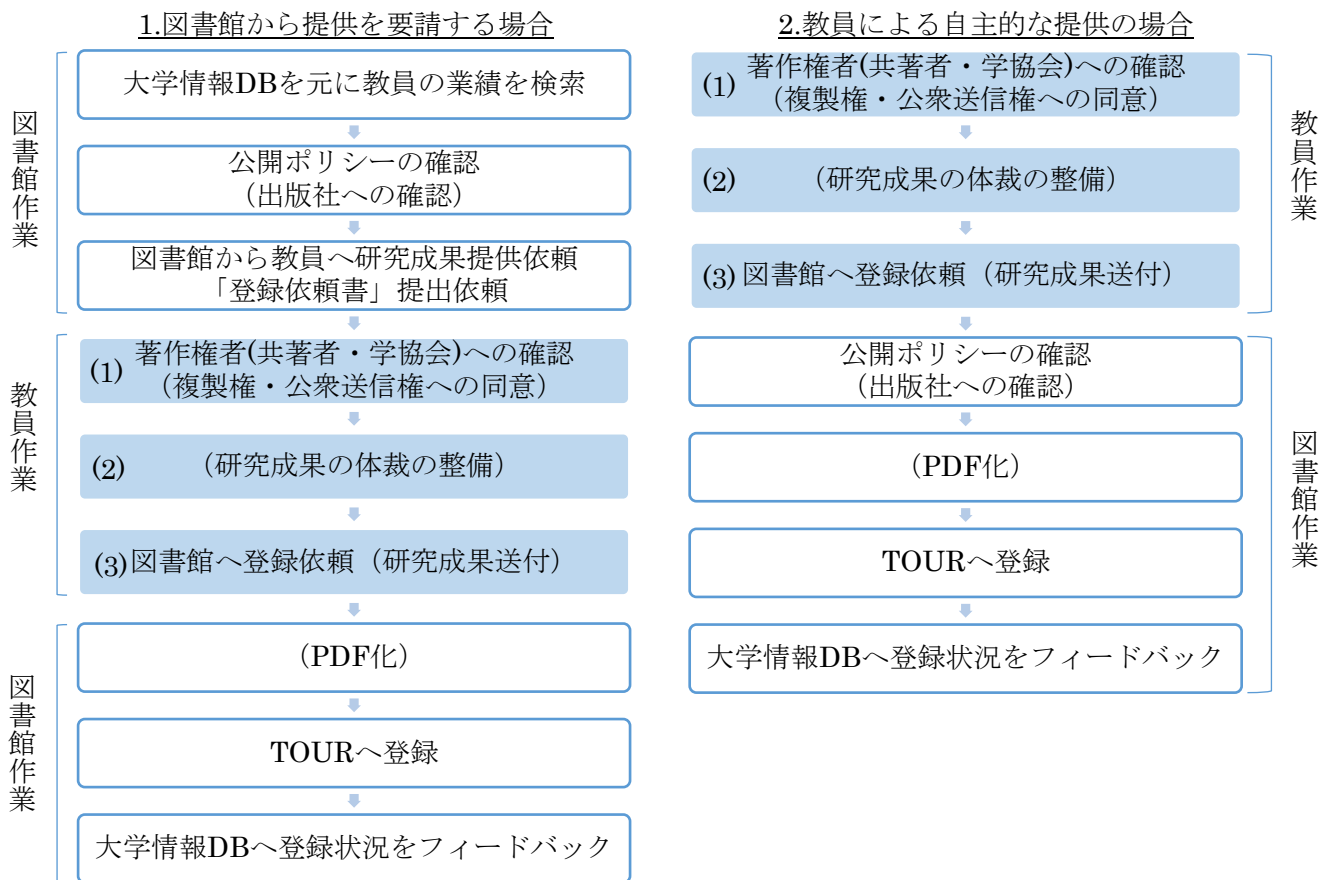 1.図書館から提供を要請する場合
図書館作業
大学情報DBを元に教員の業績を検索
公開ポリシーの確認
（出版社への確認）
図書館から教員へ研究成果提供依頼
「登録依頼書」提出依頼
教員作業
(1) 著作権者(共著者・学協会)への確認
（複製権・公衆送信権への同意）
(2) （研究成果の体裁の整備）
(3) 図書館へ登録依頼（研究成果送付）
図書館作業
（PDF化）
TOURへ登録
大学情報DBへ登録状況をフィードバック
2.教員による自主的な提供の場合
(1) 著作権者(共著者・学協会)への確認
（複製権・公衆送信権への同意）
(2) （研究成果の体裁の整備）
(3) 図書館へ登録依頼（研究成果送付）
教員作業
公開ポリシーの確認
（出版社への確認）
（PDF化）
TOURへ登録
大学情報DBへ登録状況をフィードバック
図書館作業